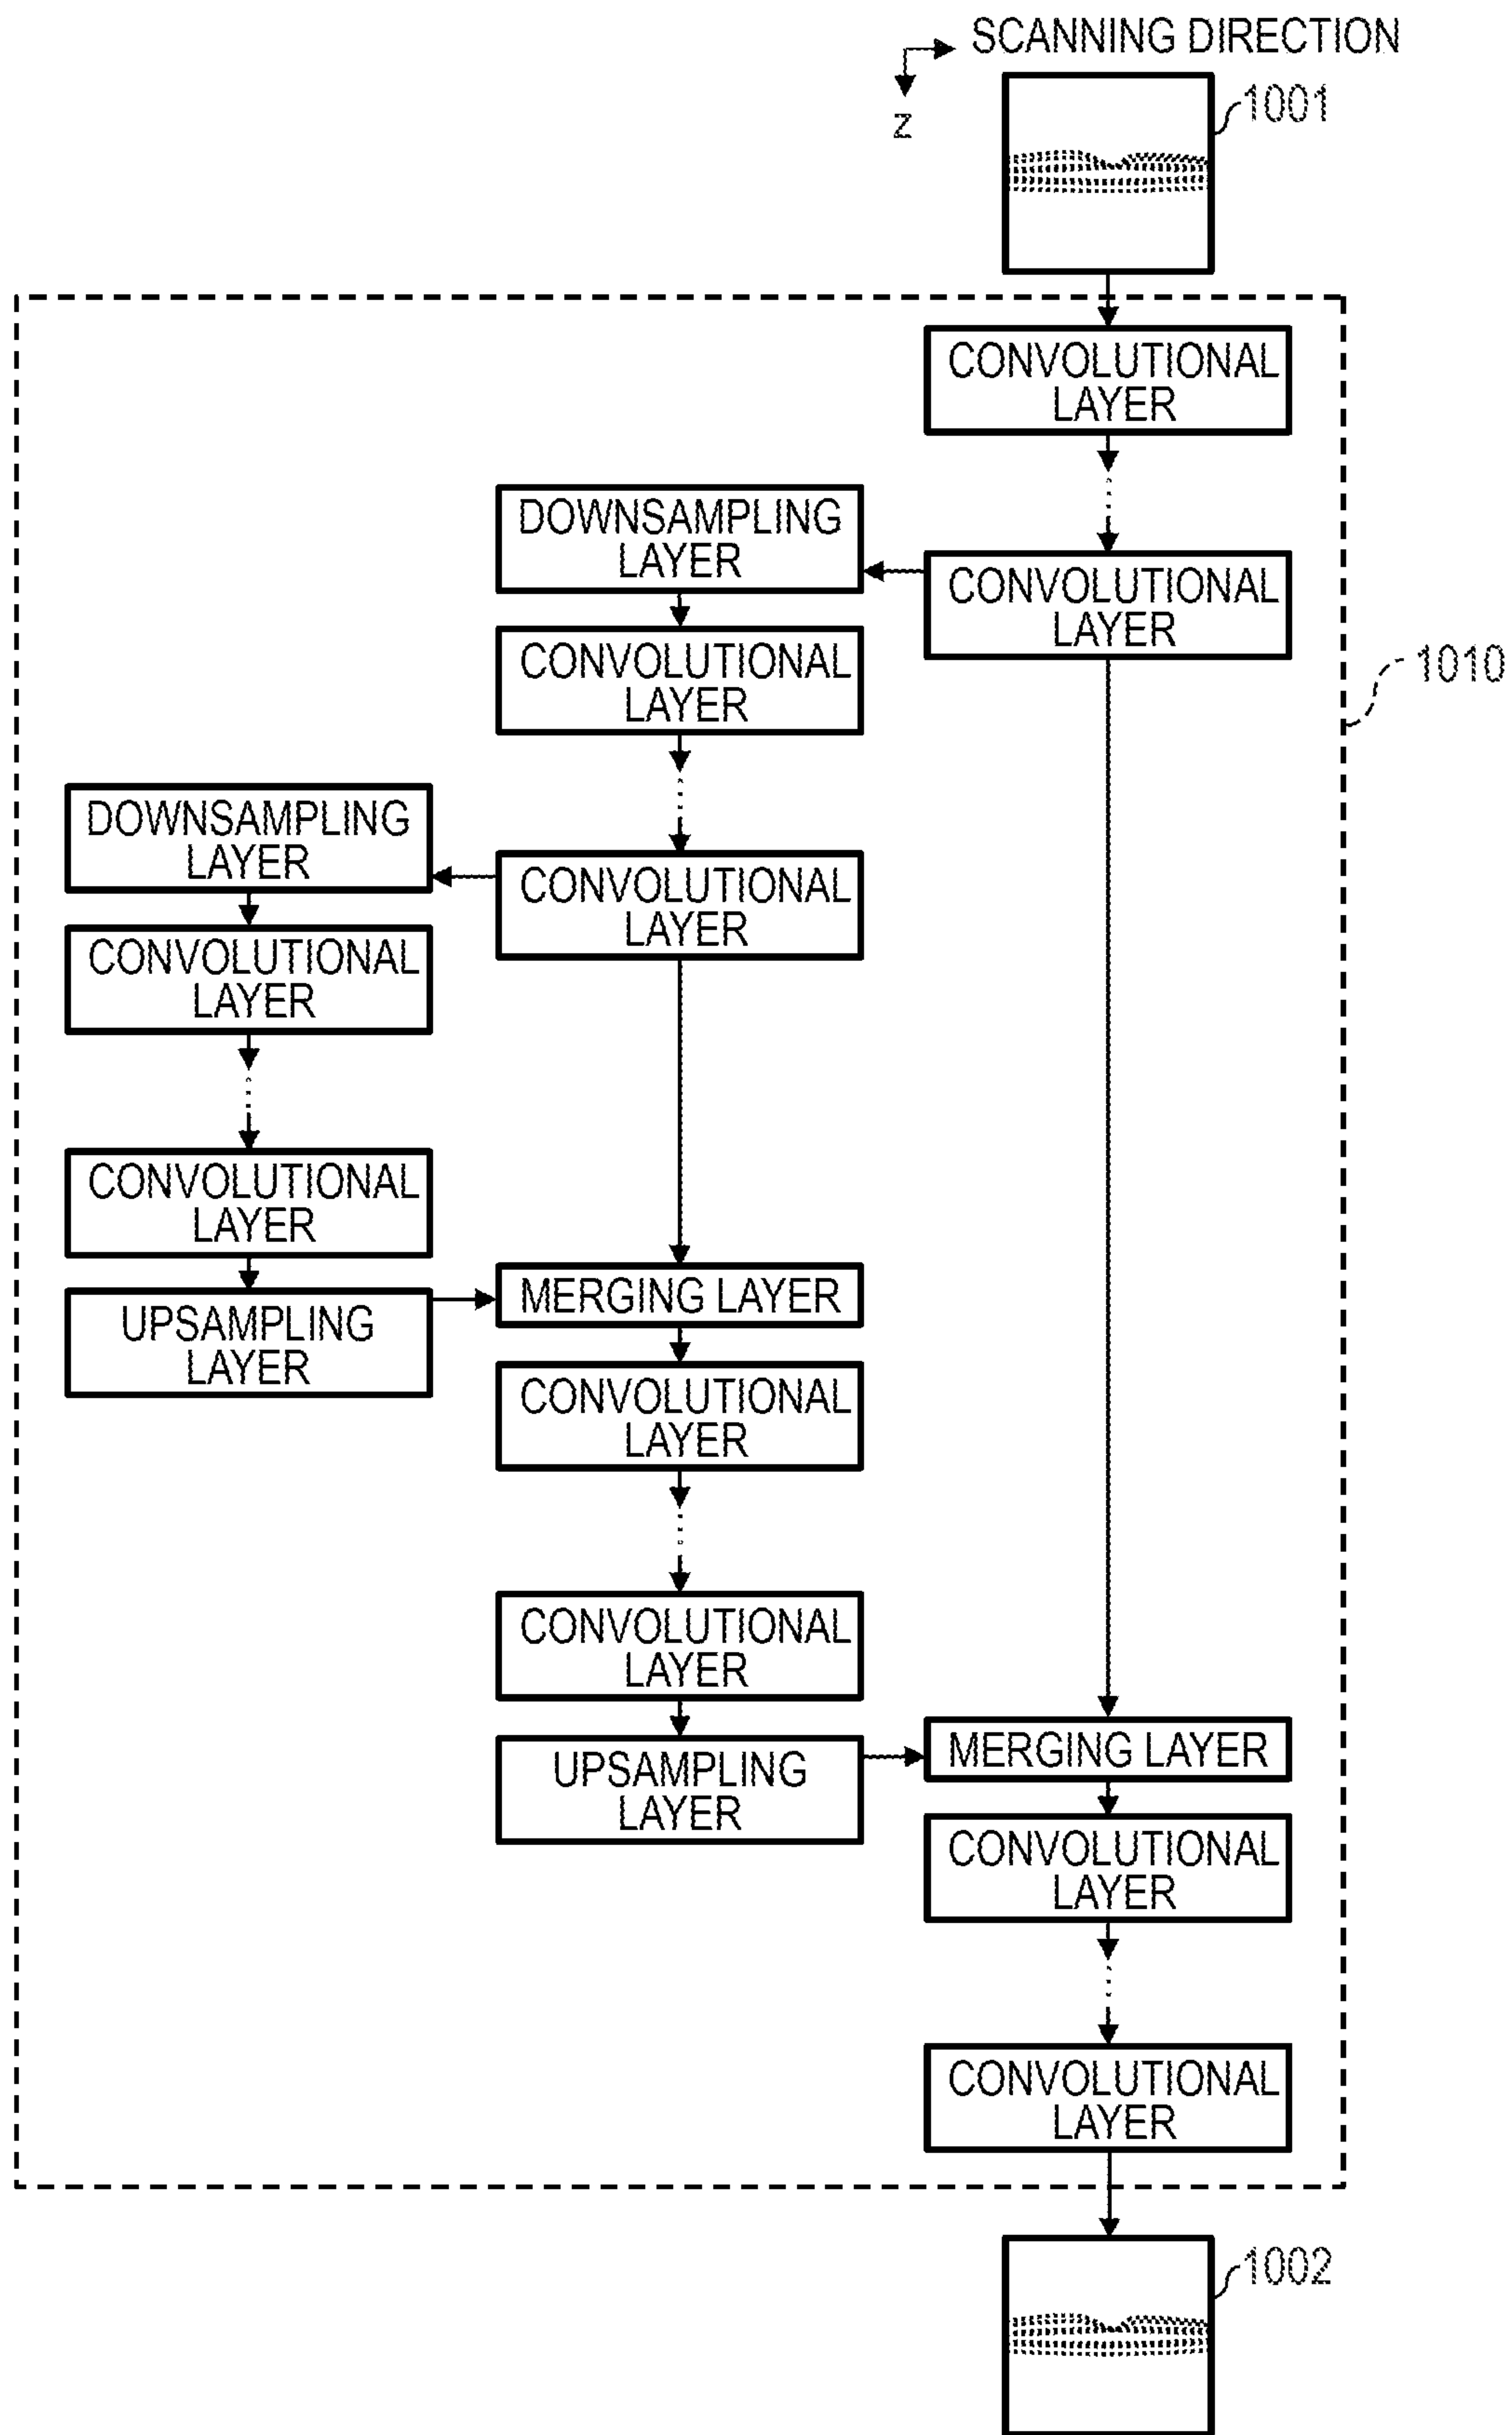 SCANNING DIRECTION
Z
1001
CONVOLUTIONAL
LAYER
DOWNSAMPLING
LAYER
CONVOLUTIONAL
LAYER
CONVOLUTIONAL
LAYER
1010
DOWNSAMPLING
LAYER
CONVOLUTIONAL
LAYER
CONVOLUTIONAL
LAYER
CONVOLUTIONAL
LAYER
UPSAMPLING
LAYER
MERGING LAYER
CONVOLUTIONAL
LAYER
CONVOLUTIONAL
LAYER
UPSAMPLING
LAYER
MERGING LAYER
CONVOLUTIONAL
LAYER
CONVOLUTIONAL
LAYER
1002